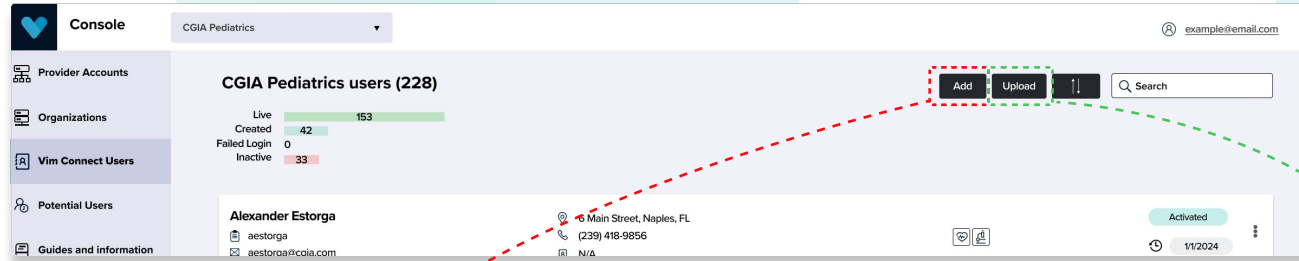 Console
CGIA Pediatrics
example@email.com
Provider Accounts
Organizations
Vim Connect Users
Potential Users
Guides and information
CGIA Pediatrics users (228)
Add
Upload
Search
Live 153
Created 42
Failed Login 0
Inactive 33
Alexander Estorga
aestorga
aestorga@cgia.com
6 Main Street, Naples, FL
(239) 418-9856
N/A
Activated
1/1/2024